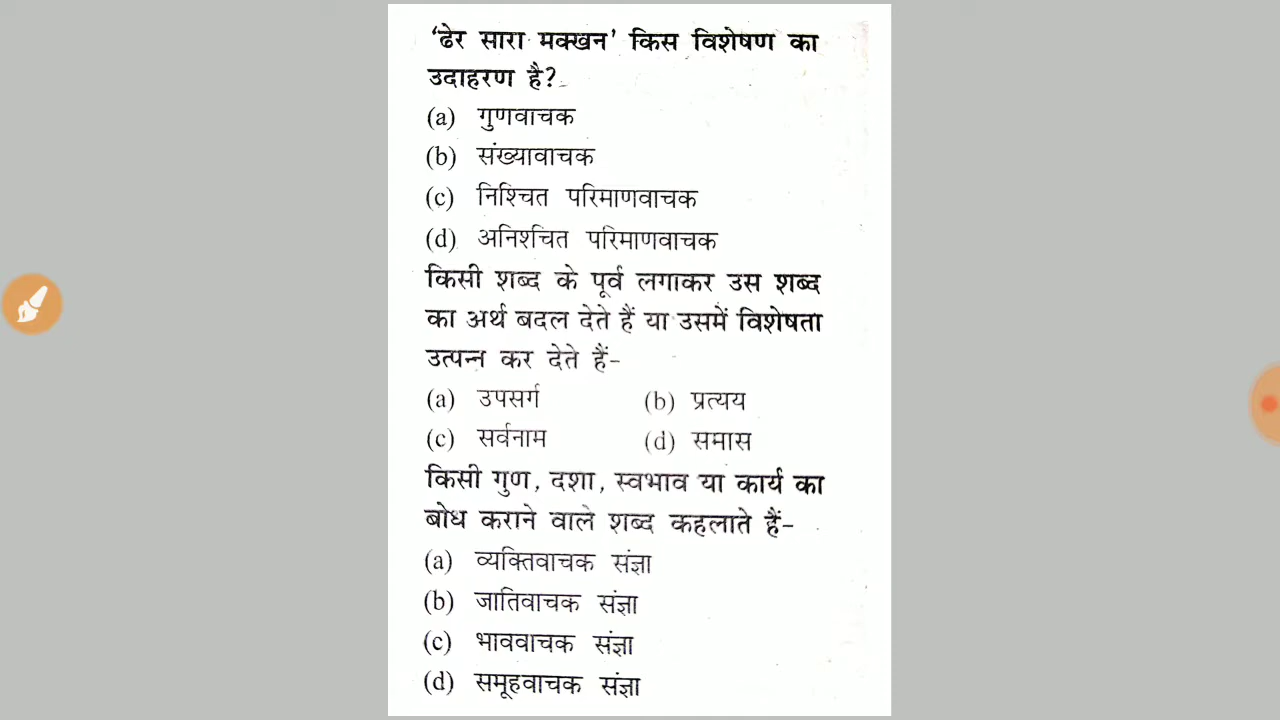 ‘ढेर सारा मक्खन’ किस विशेषण का
उदाहरण है?
(a) गुणवाचक
(b) संख्यावाचक
(c) निश्चित परिमाणवाचक
(d) अनिश्चित परिमाणवाचक
किसी शब्द के पूर्व लगाकर उस शब्द
का अर्थ बदल देते हैं या उसमें विशेषता
उत्पन्न कर देते हैं-
(a) उपसर्ग (b) प्रत्यय
(c) सर्वनाम (d) समास
किसी गुण, दशा, स्वभाव या कार्य का
बोध कराने वाले शब्द कहलाते हैं-
(a) व्यक्तिवाचक संज्ञा
(b) जातिवाचक संज्ञा
(c) भाववाचक संज्ञा
(d) समूहवाचक संज्ञा